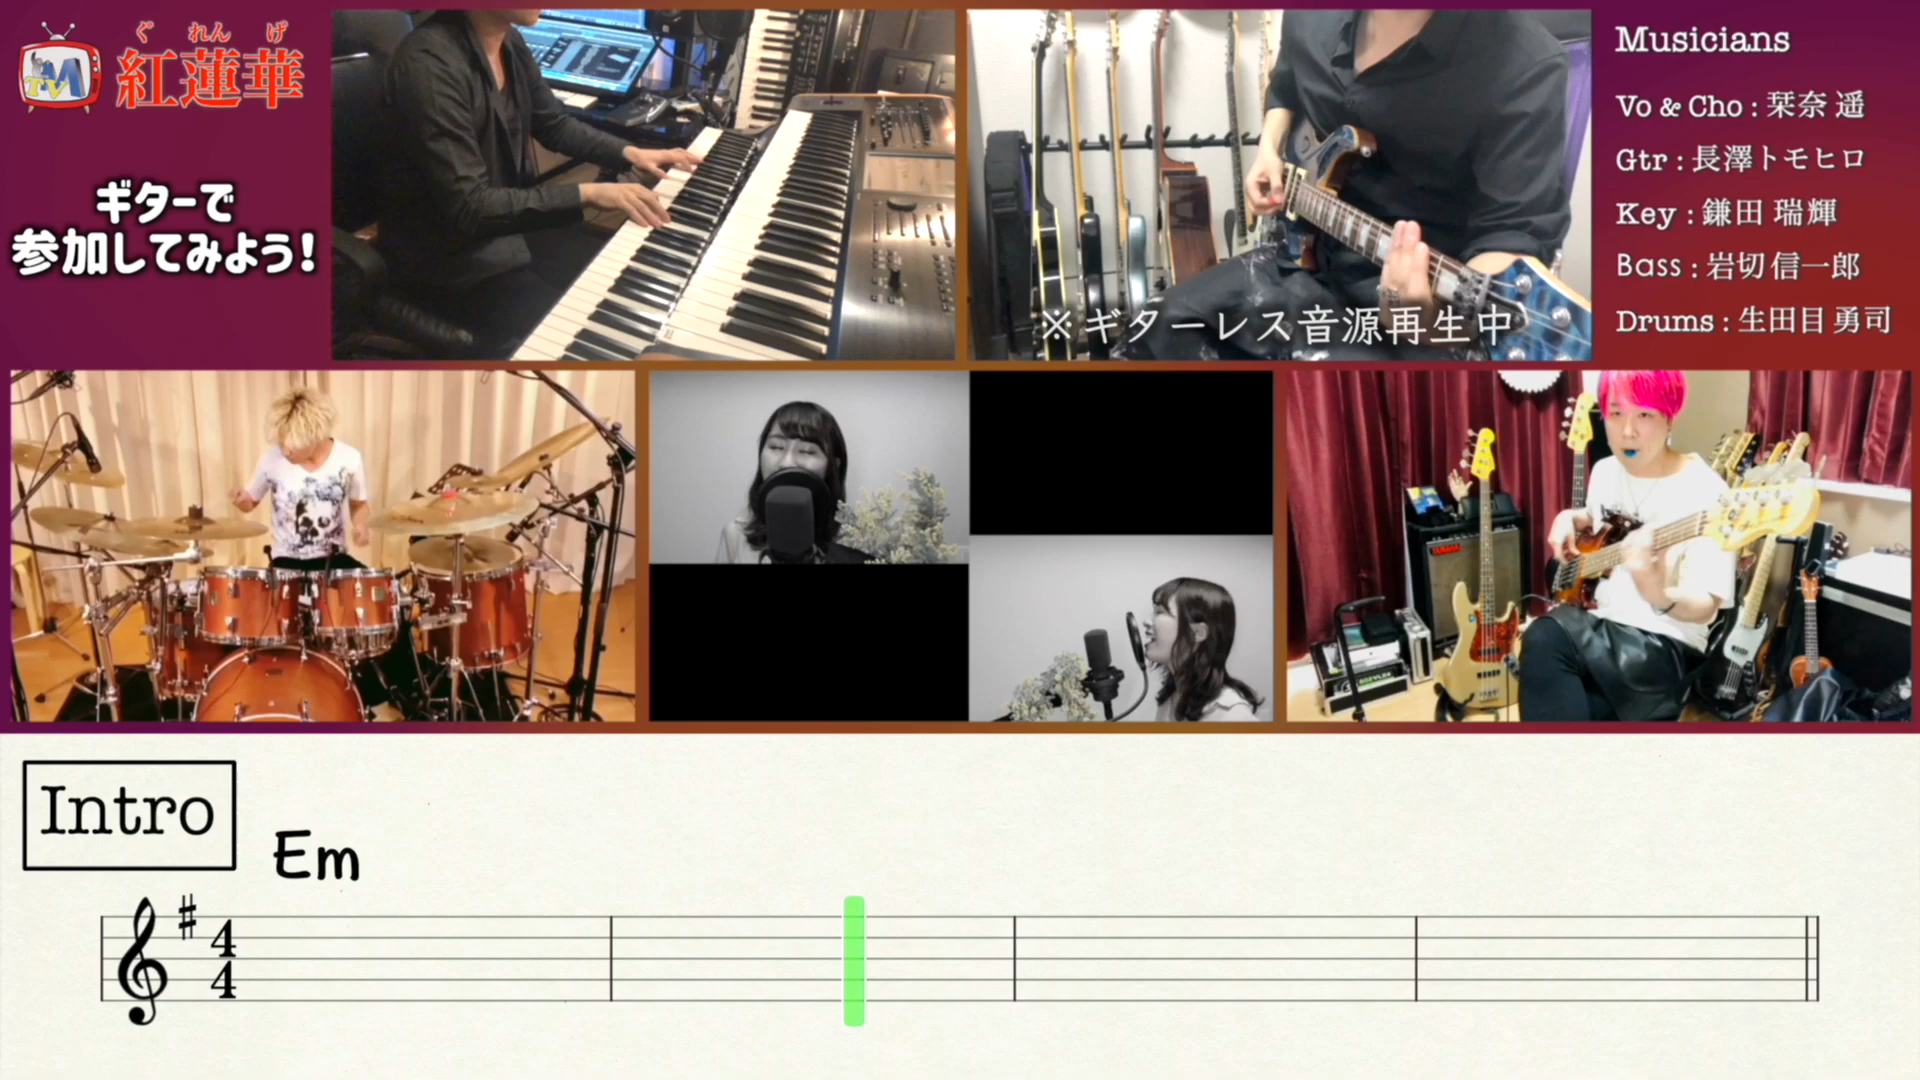 TVM
ぐ れん げ
紅蓮華
ギターで
参加してみよう!
※ギターレス音源再生中
Musicians
Vo & Cho : 栞奈 遥
Gtr : 長澤トモヒロ
Key : 鎌田 瑞輝
Bass : 岩切 信一郎
Drums : 生田目 勇司
YAMAHA
Intro
Em
4
4